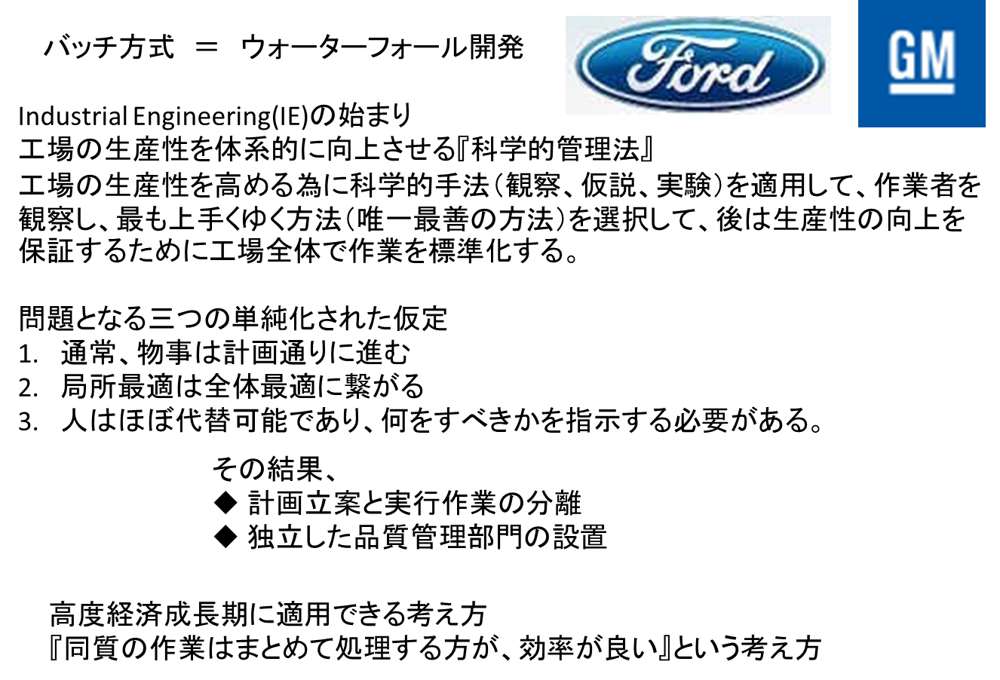 バッチ方式 ＝ ウォーターフォール開発
Ford
GM
Industrial Engineering(IE)の始まり
工場の生産性を体系的に向上させる『科学的管理法』
工場の生産性を高める為に科学的手法（観察、仮説、実験）を適用して、作業者を
観察し、最も上手くゆく方法（唯一最善の方法）を選択して、後は生産性の向上を
保証するために工場全体で作業を標準化する。
問題となる三つの単純化された仮定
1. 通常、物事は計画通りに進む
2. 局所最適は全体最適に繋がる
3. 人はほぼ代替可能であり、何をすべきかを指示する必要がある。
その結果、
◆ 計画立案と実行作業の分離
◆ 独立した品質管理部門の設置
高度経済成長期に適用できる考え方
『同質の作業はまとめて処理する方が、効率が良い』という考え方